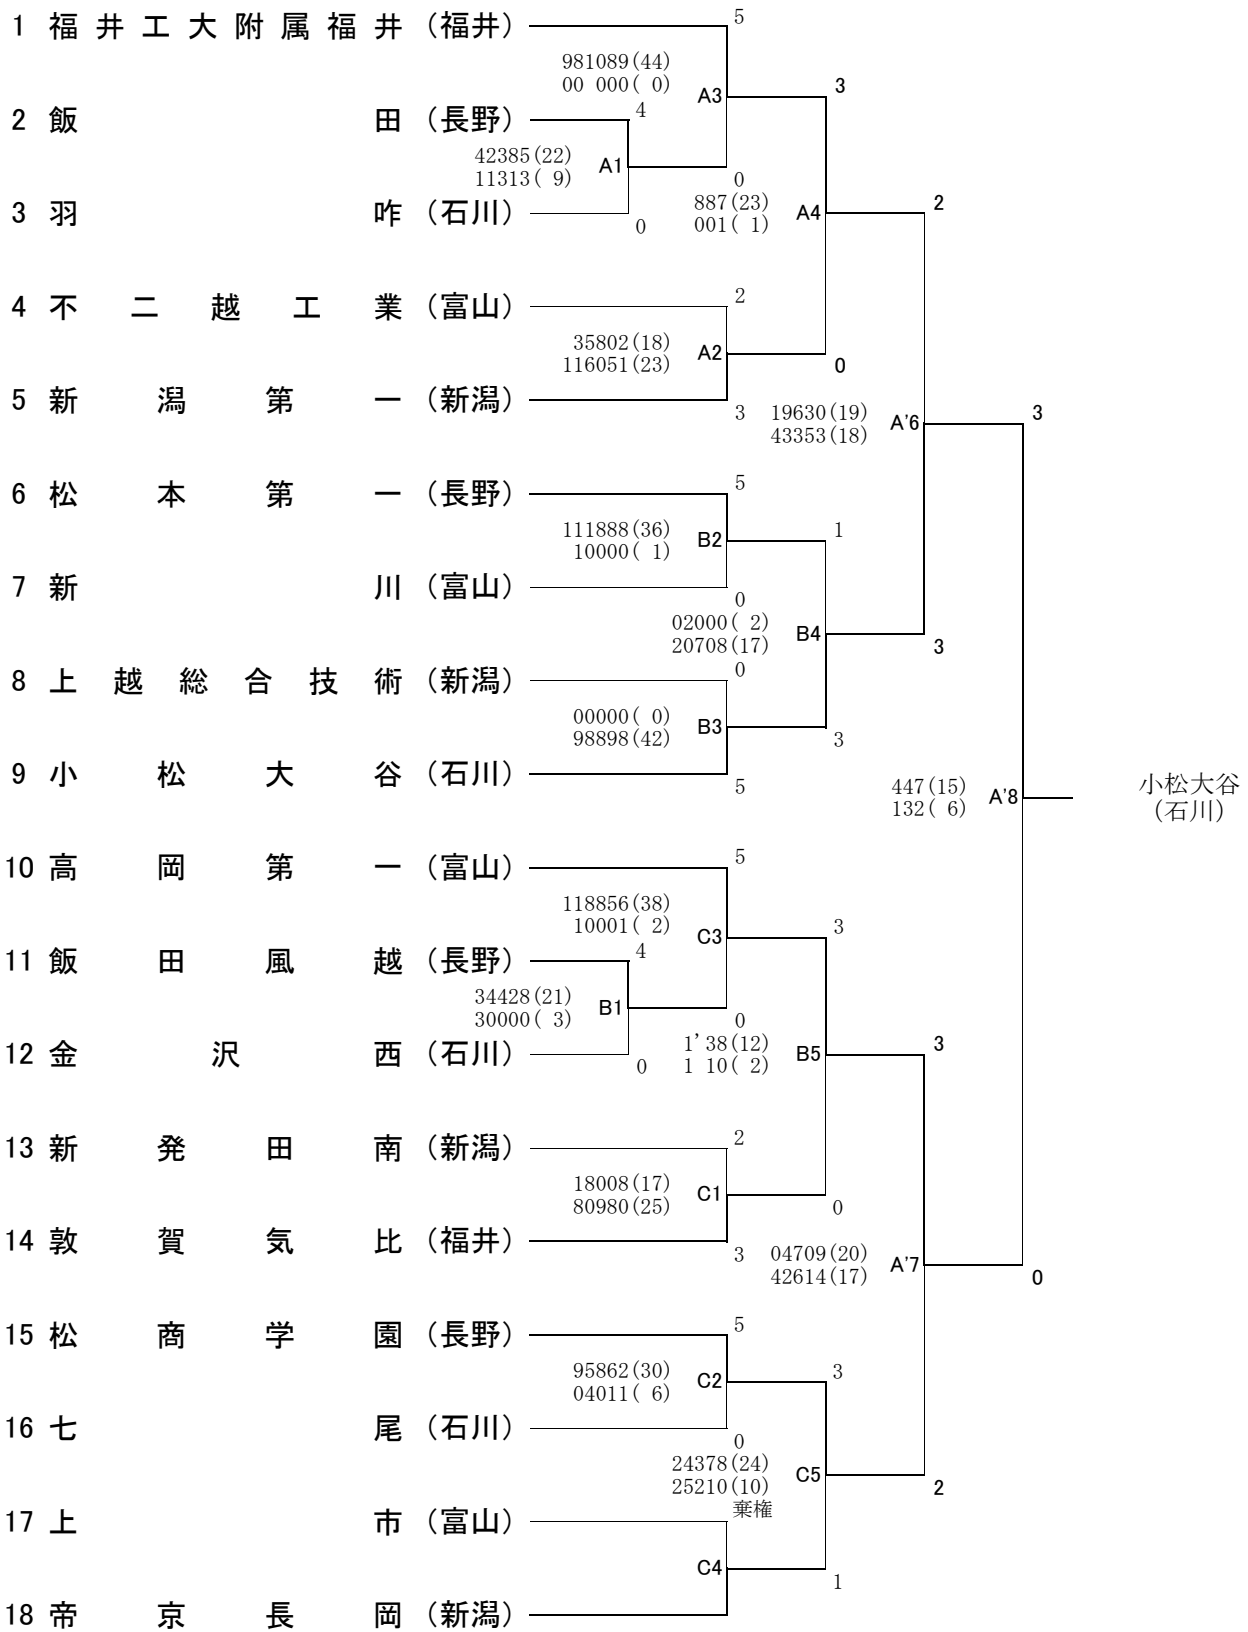 1 福井工大附属福井 (福井)
5
981089(44)
00 000( 0)
A3
3
2 飯田 (長野)
4
42385(22)
11313( 9)
A1
0
887(23)
001( 1)
A4
2
3 羽咋 (石川)
0
4 不二越工業 (富山)
2
35802(18)
116051(23)
A2
0
5 新潟第一 (新潟)
3
19630(19)
43353(18)
A'6
3
6 松本第一 (長野)
5
111888(36)
10000( 1)
B2
1
7 新川 (富山)
0
02000( 2)
20708(17)
B4
3
8 上越総合技術 (新潟)
0
00000( 0)
98898(42)
B3
3
9 小松大谷 (石川)
5
447(15)
132( 6)
A'8
小松大谷
(石川)
10 高岡第一 (富山)
5
118856(38)
10001( 2)
C3
3
11 飯田風越 (長野)
4
34428(21)
30000( 3)
B1
0
1'38(12)
1 10( 2)
B5
3
12 金沢西 (石川)
0
13 新発田南 (新潟)
2
18008(17)
80980(25)
C1
0
14 敦賀気比 (福井)
3
04709(20)
42614(17)
A'7
0
15 松商学園 (長野)
5
95862(30)
04011( 6)
C2
3
16 七尾 (石川)
0
24378(24)
25210(10)
C5
2
17 上市 (富山)
棄権
C4
1
18 帝京長岡 (新潟)